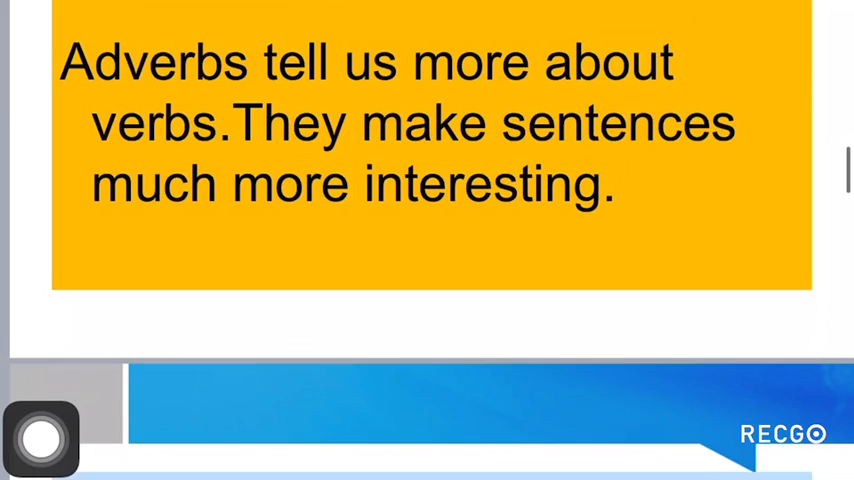 Adverbs tell us more about
verbs.They make sentences
much more interesting.
RECGO